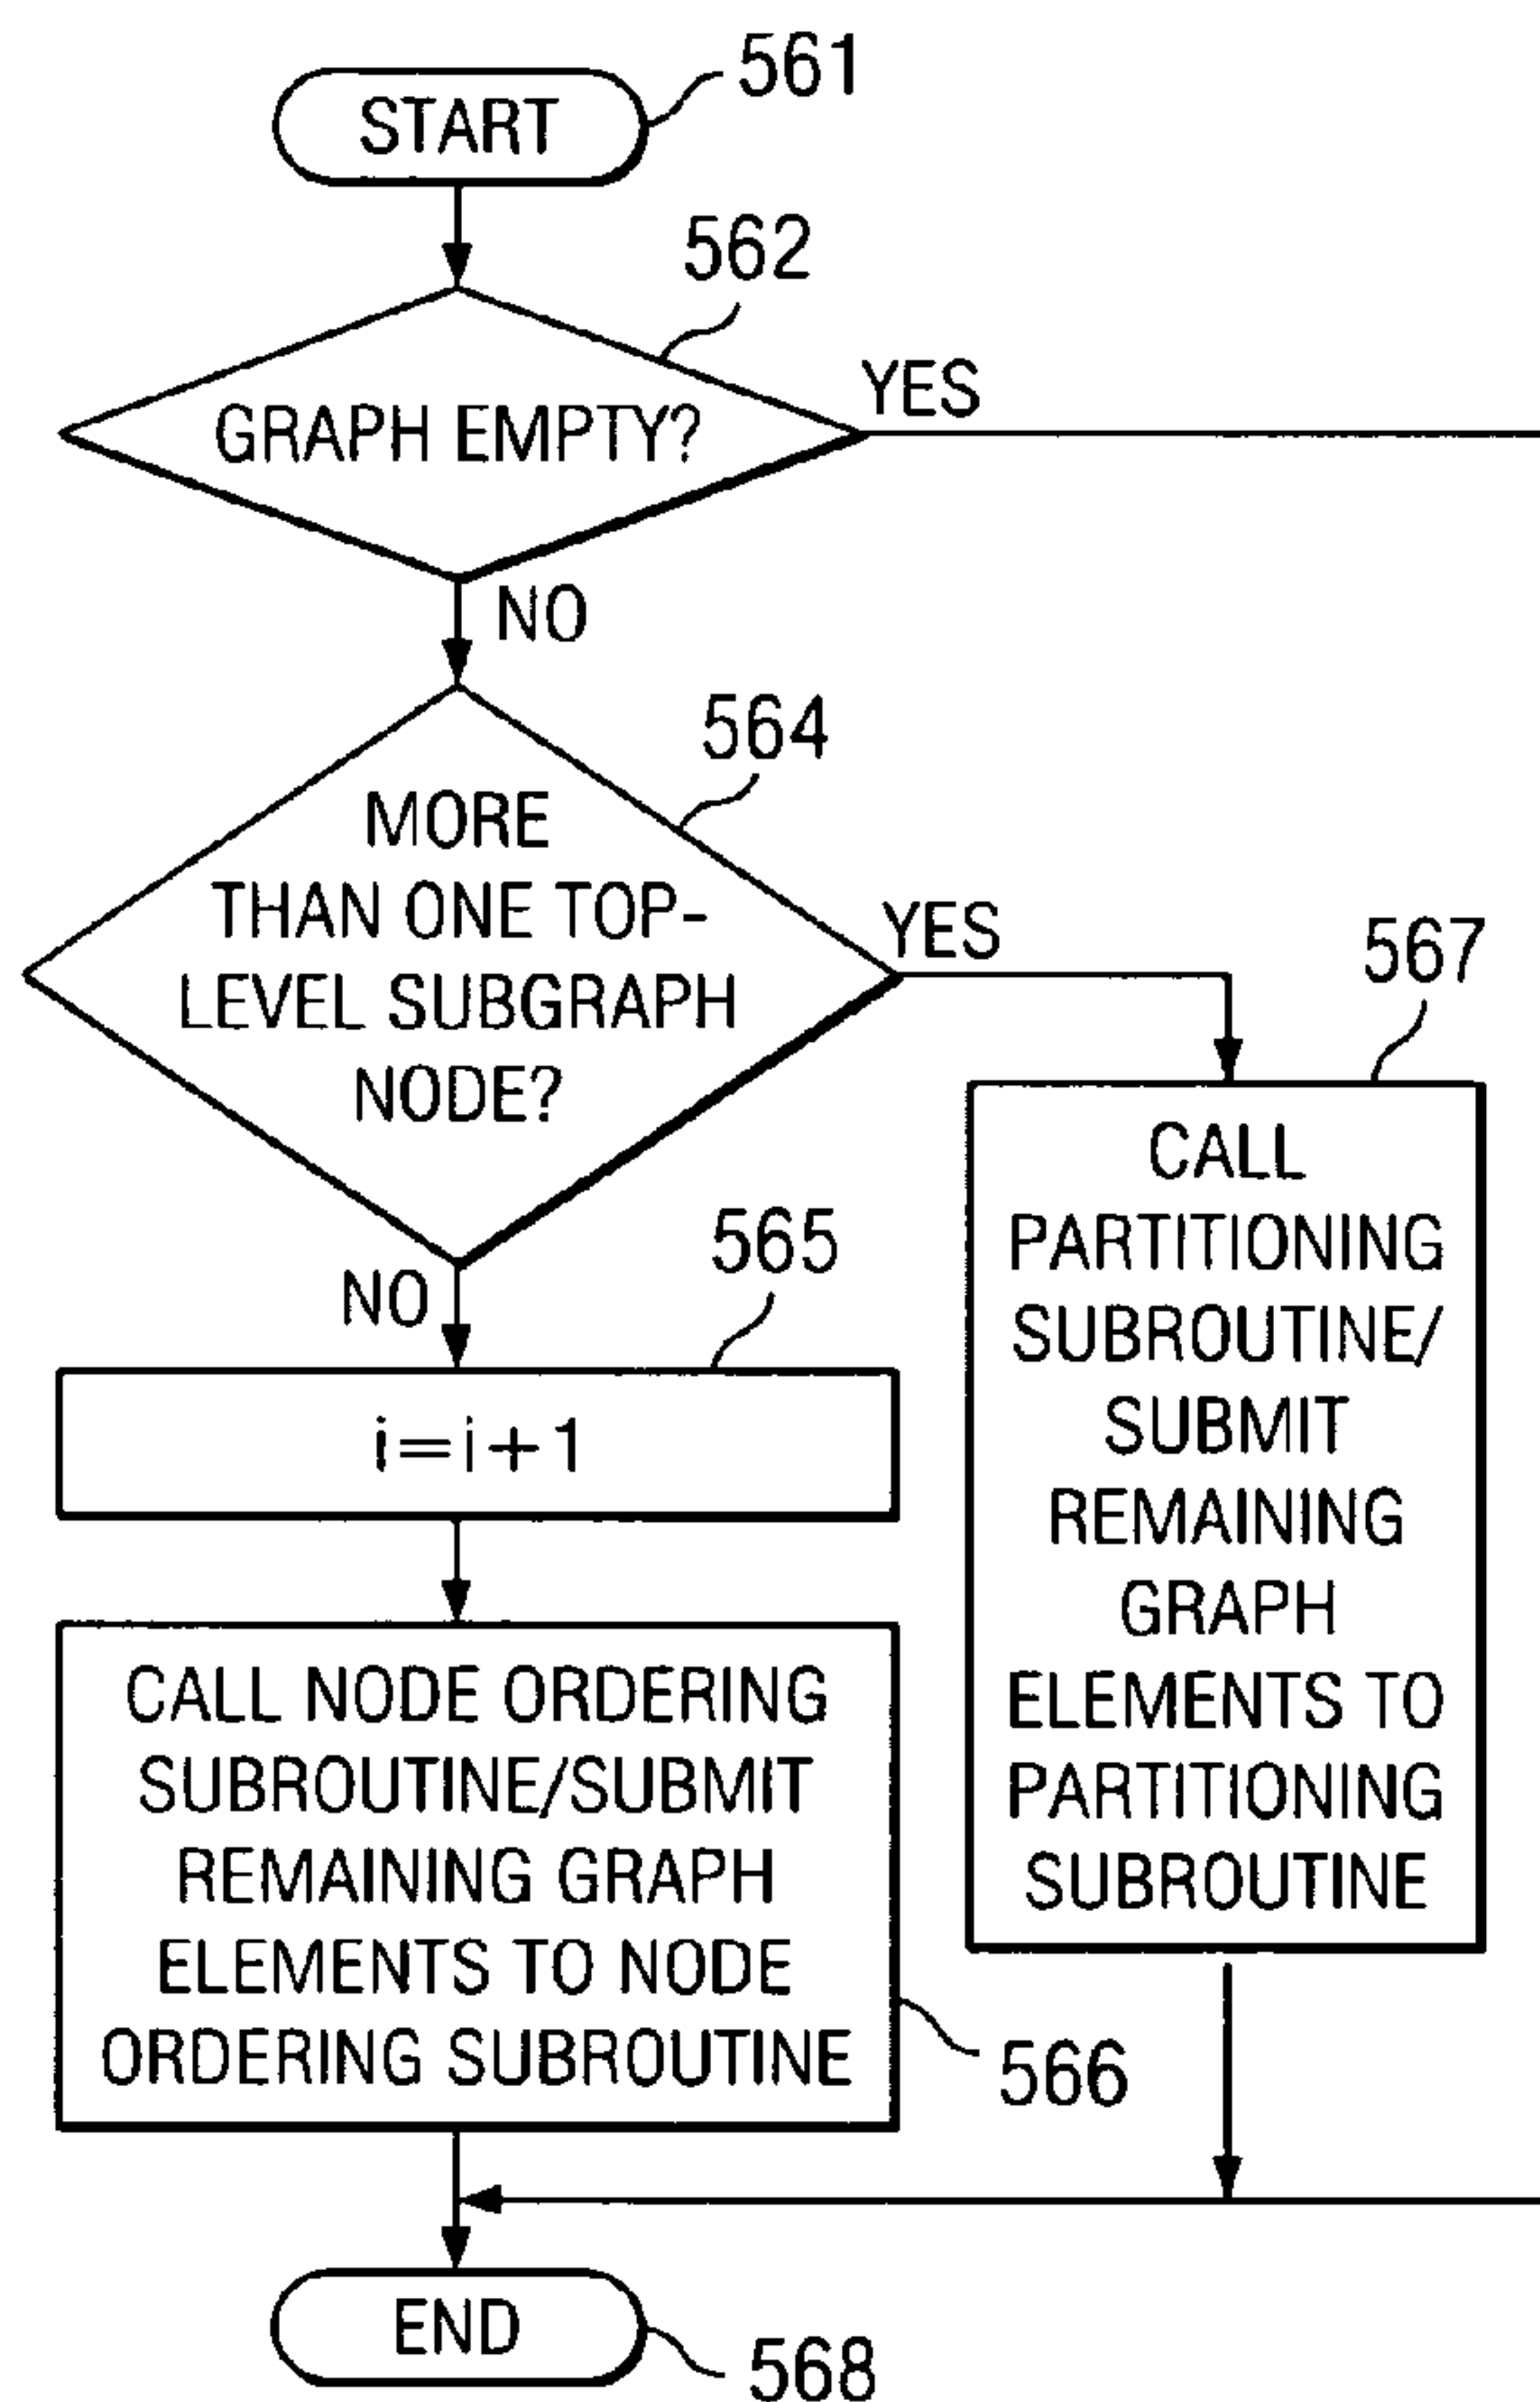 START
561
562
GRAPH EMPTY?
YES
NO
564
MORE
THAN ONE TOP-
LEVEL SUBGRAPH
NODE?
YES
567
NO
565
i=i+1
CALL
PARTITIONING
SUBROUTINE/
SUBMIT
REMAINING
GRAPH
ELEMENTS TO
PARTITIONING
SUBROUTINE
CALL NODE ORDERING
SUBROUTINE/SUBMIT
REMAINING GRAPH
ELEMENTS TO NODE
ORDERING SUBROUTINE
566
END
568